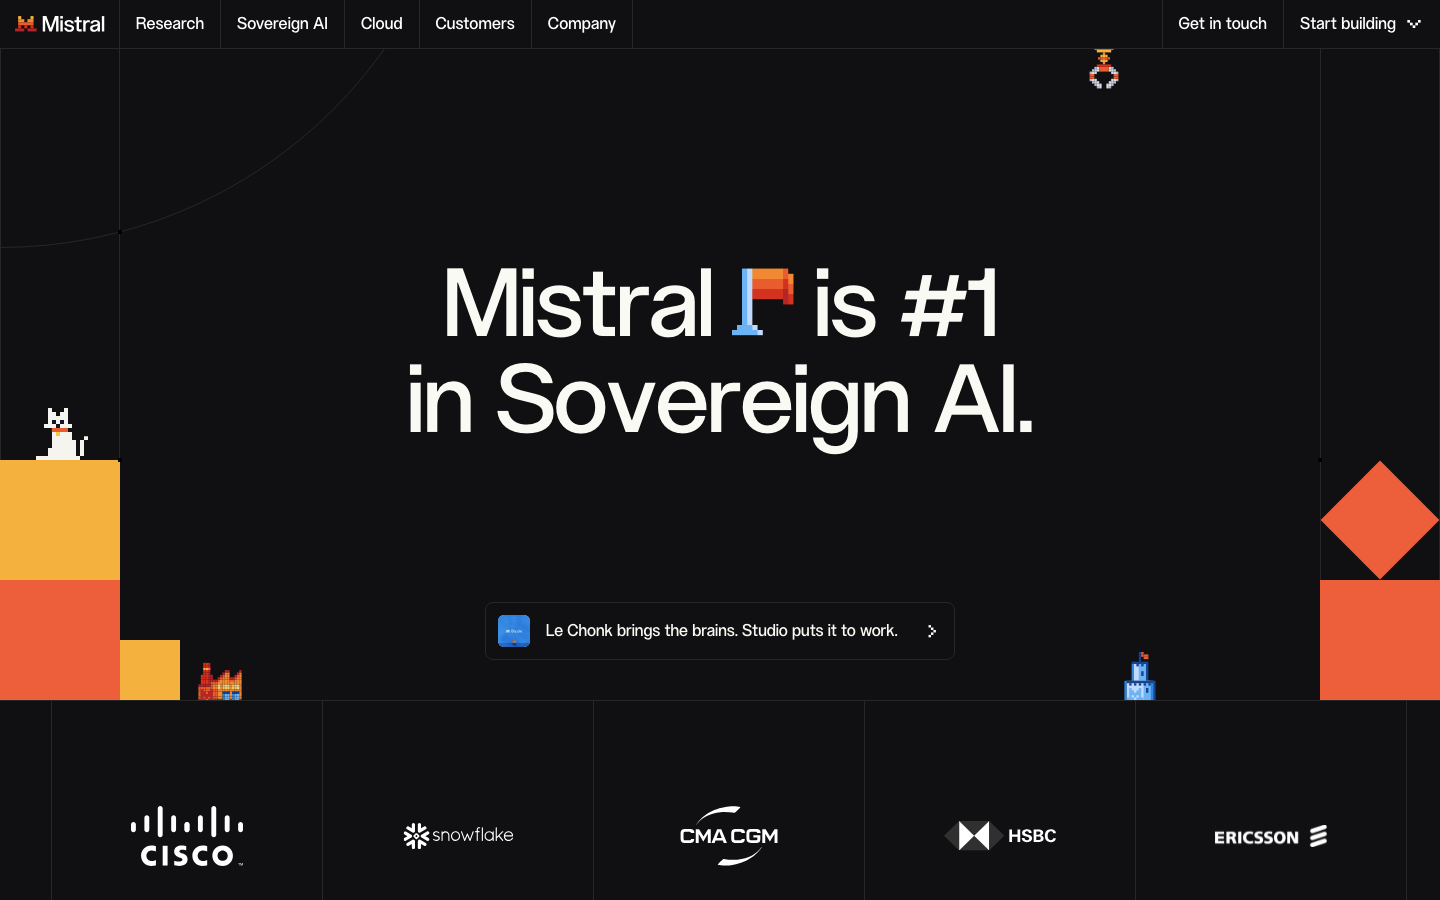 Mistral
Research
Sovereign AI
Cloud
Customers
Company
Get in touch
Start building
Mistral is #1
in Sovereign AI.
Le Chonk brings the brains. Studio puts it to work.
CISCO
snowflake
CMA CGM
HSBC
ERICSSON